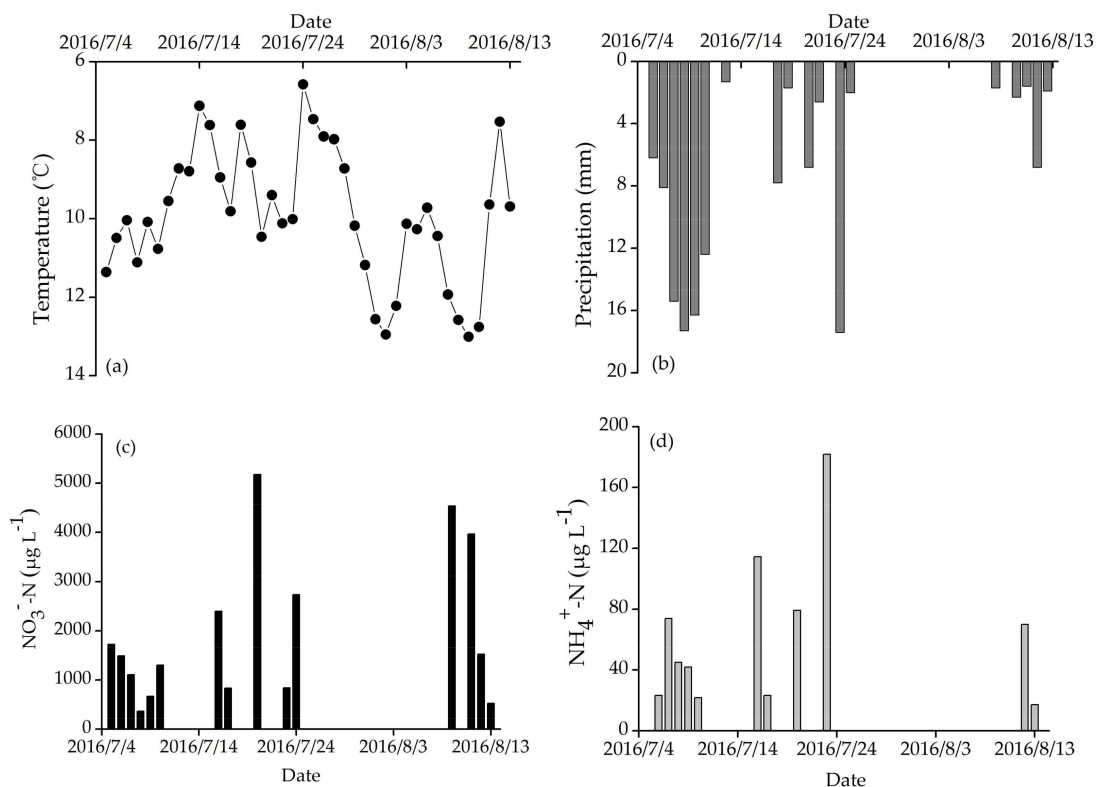 Date
2016/7/4 2016/7/14 2016/7/24 2016/8/3 2016/8/13
6
8
10
12
14
Temperature (℃)
(a)
Date
2016/7/4 2016/7/14 2016/7/24 2016/8/3 2016/8/13
0
4
8
12
16
20
Precipitation (mm)
(b)
6000
5000
4000
3000
2000
1000
0
NO3--N (μg L-1)
(c)
2016/7/4 2016/7/14 2016/7/24 2016/8/3 2016/8/13
Date
200
160
120
80
40
0
NH4+-N (μg L-1)
(d)
2016/7/4 2016/7/14 2016/7/24 2016/8/3 2016/8/13
Date